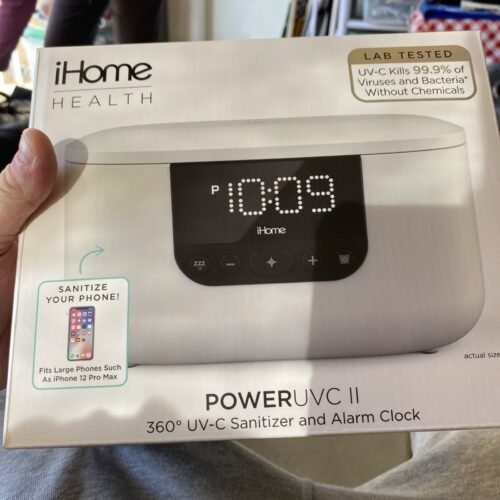 iHome
HEALTH
LAB TESTED
UV-C Kills 99.9% of
Viruses and Bacteria*
Without Chemicals
P 10:09
iHome
zzz
SANITIZE
YOUR PHONE!
Fits Large Phones Such
As iPhone 12 Pro Max
actual size
POWERUVC II
360° UV-C Sanitizer and Alarm Clock